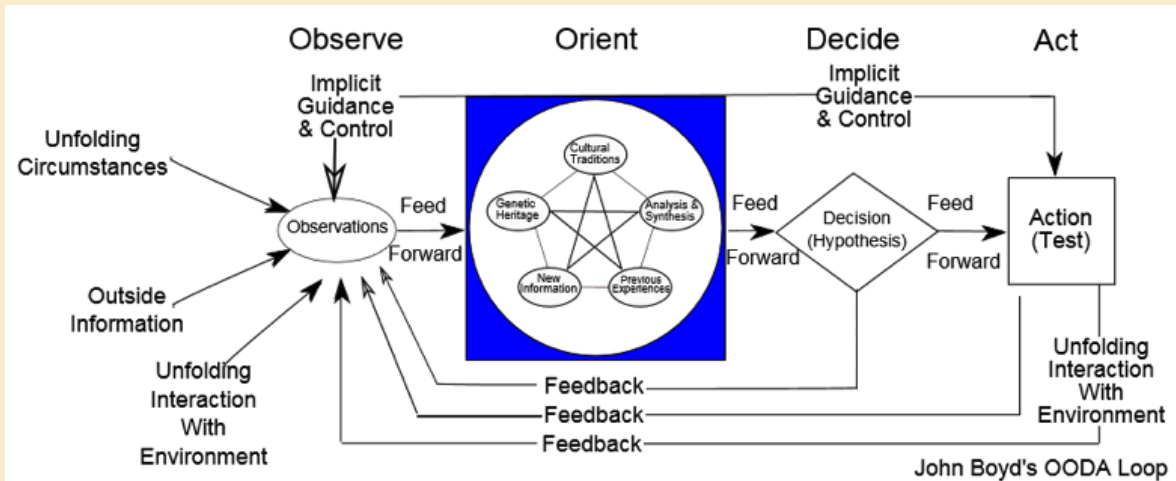 Observe
Orient
Decide
Act
Implicit
Guidance
& Control
Implicit
Guidance
& Control
Unfolding
Circumstances
Observations
Feed
Forward
Cultural
Traditions
Genetic
Heritage
Analysis &
Synthesis
New
Information
Previous
Experiences
Feed
Forward
Decision
(Hypothesis)
Feed
Forward
Action
(Test)
Outside
Information
Unfolding
Interaction
With
Environment
Feedback
Feedback
Feedback
Unfolding
Interaction
With
Environment
John Boyd's OODA Loop